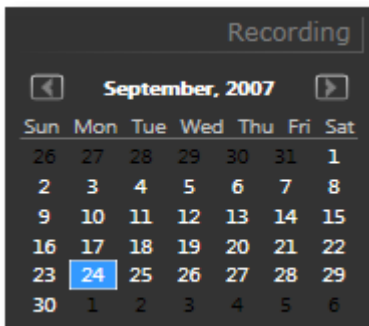 Recording
September, 2007
Sun Mon Tue Wed Thu Fri Sat
26 27 28 29 30 31 1
2 3 4 5 6 7 8
9 10 11 12 13 14 15
16 17 18 19 20 21 22
23 24 25 26 27 28 29
30 1 2 3 4 5 6